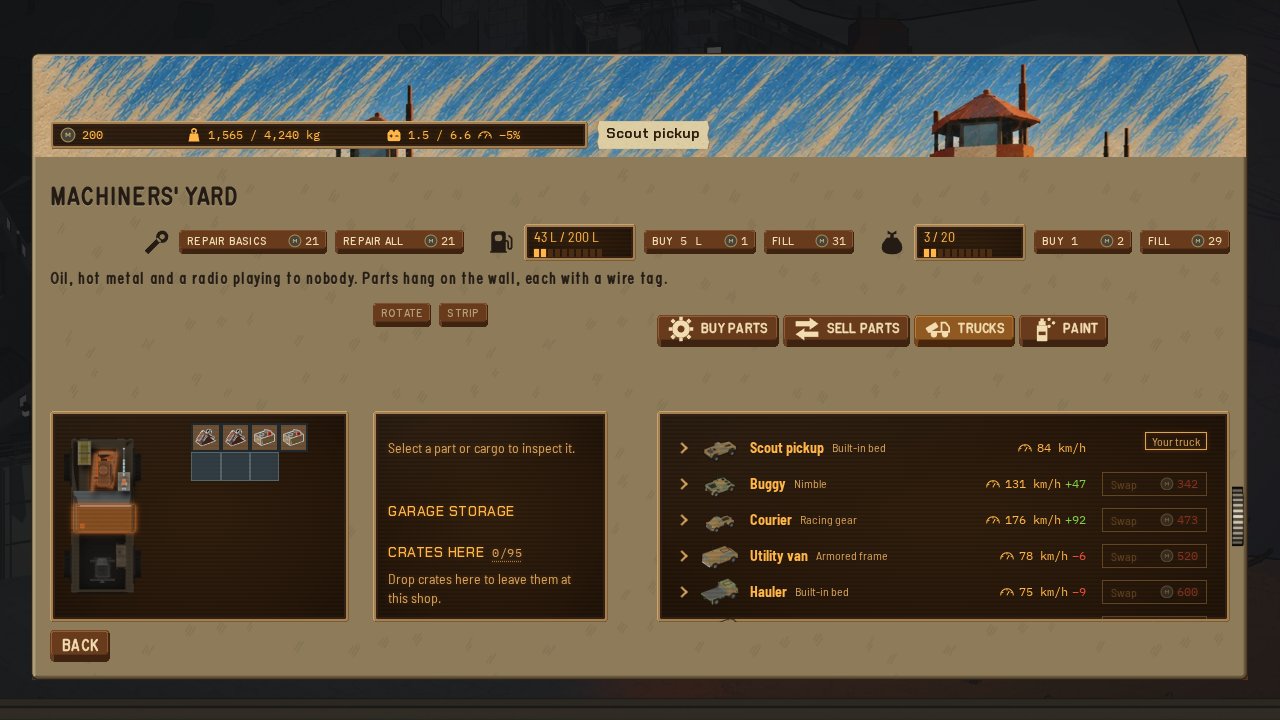 200
1,565 / 4,240 kg
1.5 / 6.6
−5%
Scout pickup
MACHINERS' YARD
REPAIR BASICS 21
REPAIR ALL 21
43 L / 200 L
BUY 5 L 1
FILL 31
3 / 20
BUY 1 2
FILL 29
Oil, hot metal and a radio playing to nobody. Parts hang on the wall, each with a wire tag.
ROTATE
STRIP
BUY PARTS
SELL PARTS
TRUCKS
PAINT
Select a part or cargo to inspect it.
GARAGE STORAGE
CRATES HERE 0/95
Drop crates here to leave them at
this shop.
Scout pickup Built-in bed 84 km/h Your truck
Buggy Nimble 131 km/h +47 Swap 342
Courier Racing gear 176 km/h +92 Swap 473
Utility van Armored frame 78 km/h −6 Swap 520
Hauler Built-in bed 75 km/h −9 Swap 600
BACK